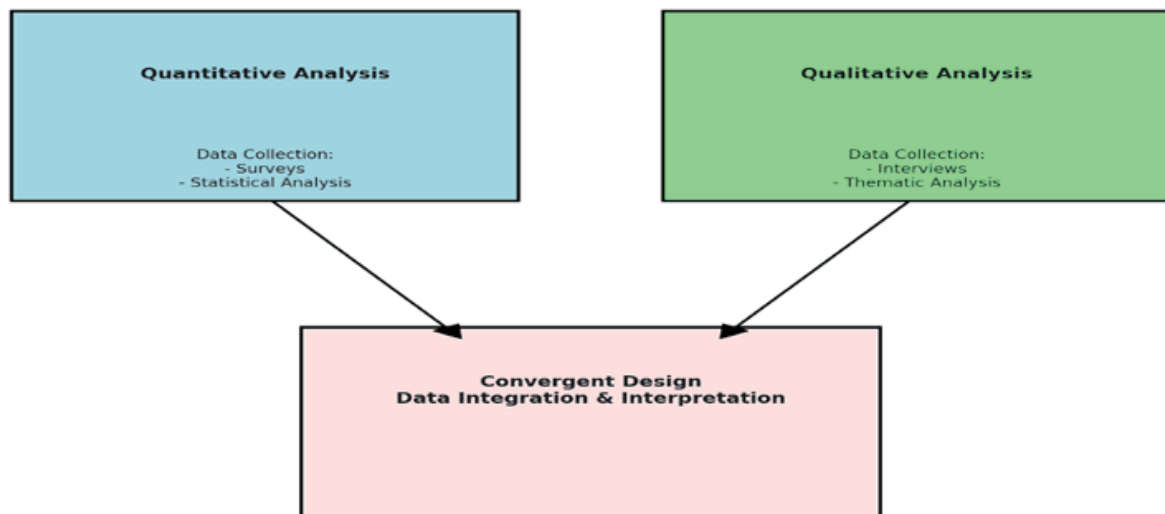 Quantitative Analysis
Data Collection:
- Surveys
- Statistical Analysis
Qualitative Analysis
Data Collection:
- Interviews
- Thematic Analysis
Convergent Design
Data Integration & Interpretation